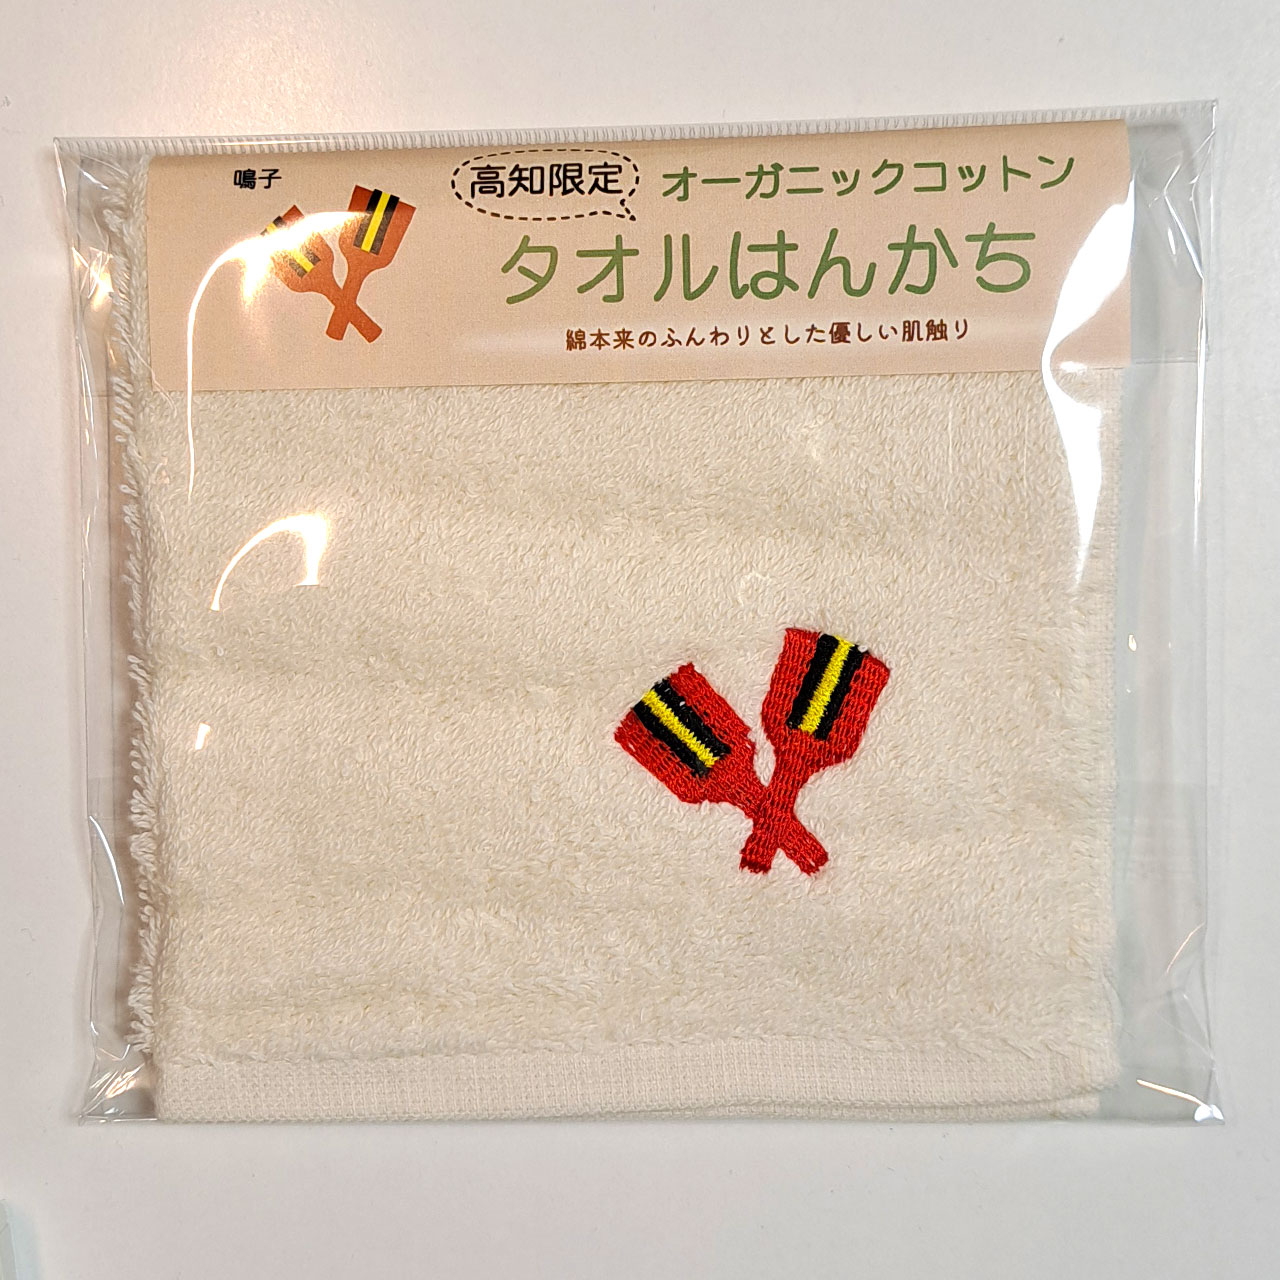 鳴子
高知限定
オーガニックコットン
タオルはんかち
綿本来のふんわりとした優しい肌触り